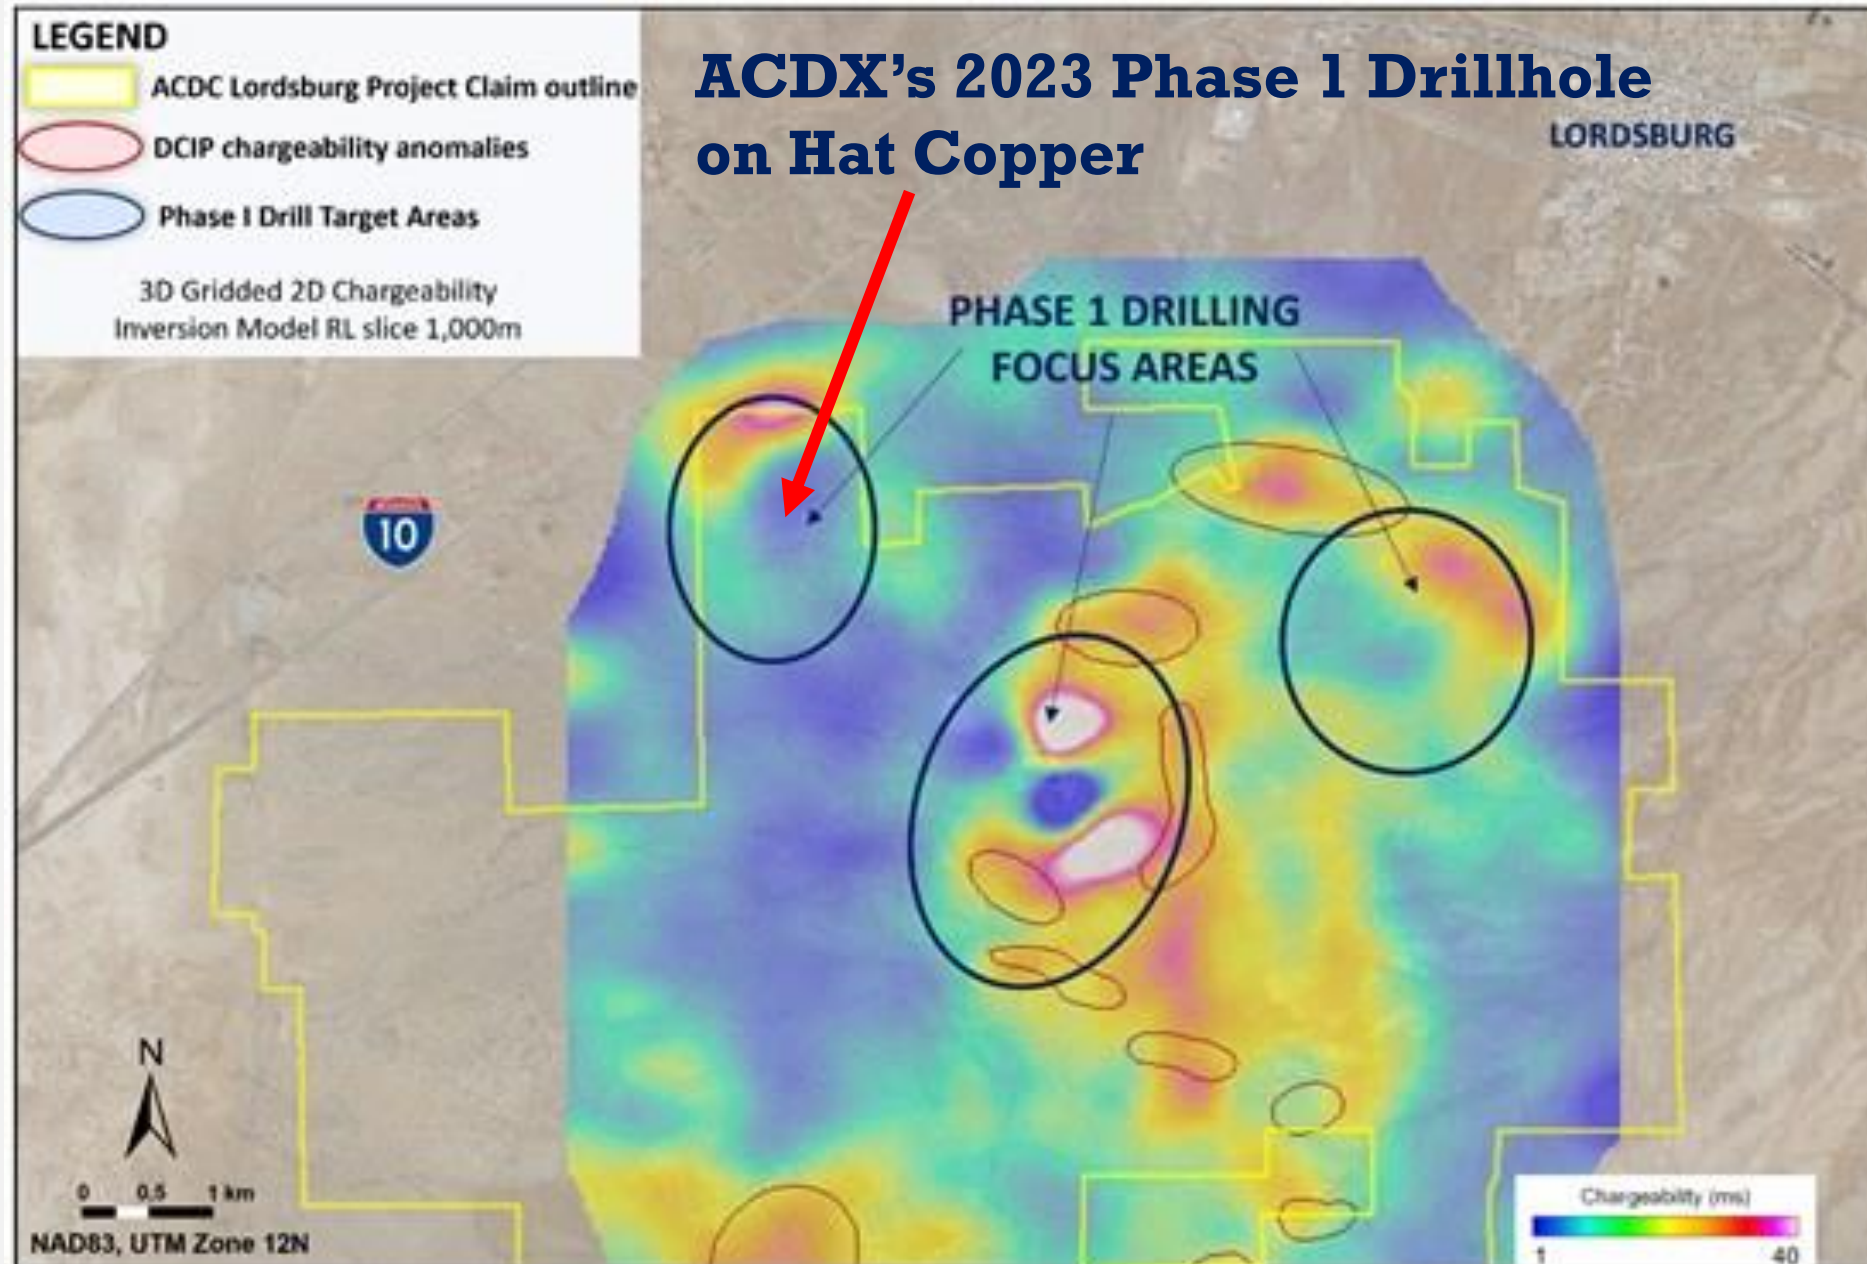 LEGEND
ACDC Lordsburg Project Claim outline
DCIP chargeability anomalies
Phase I Drill Target Areas
3D Gridded 2D Chargeability
Inversion Model RL slice 1,000m
ACDX’s 2023 Phase 1 Drillhole
on Hat Copper
LORDSBURG
PHASE 1 DRILLING
FOCUS AREAS
10
N
0 0.5 1 km
NAD83, UTM Zone 12N
Chargeability (ms)
1 40